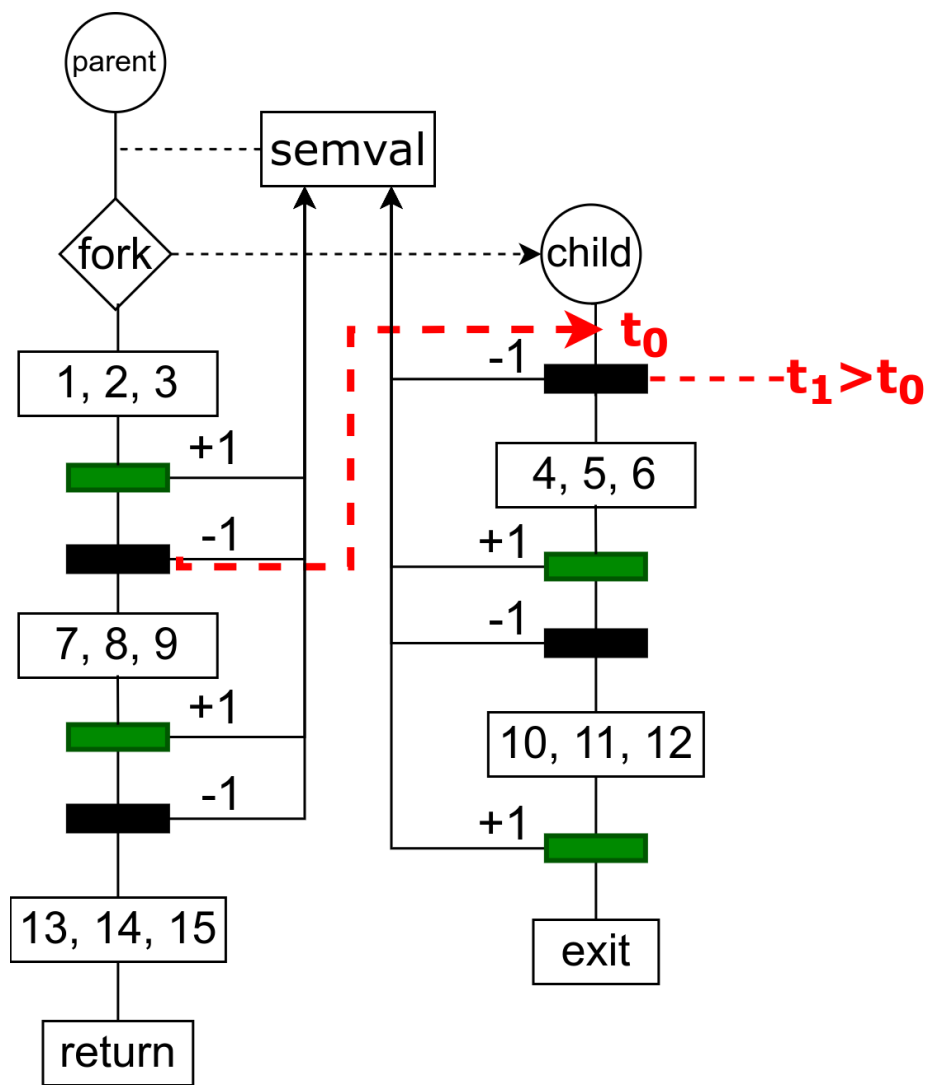 parent
semval
fork
child
t0
-1
t1>t0
1, 2, 3
+1
4, 5, 6
-1
+1
7, 8, 9
-1
+1
10, 11, 12
-1
+1
13, 14, 15
exit
return